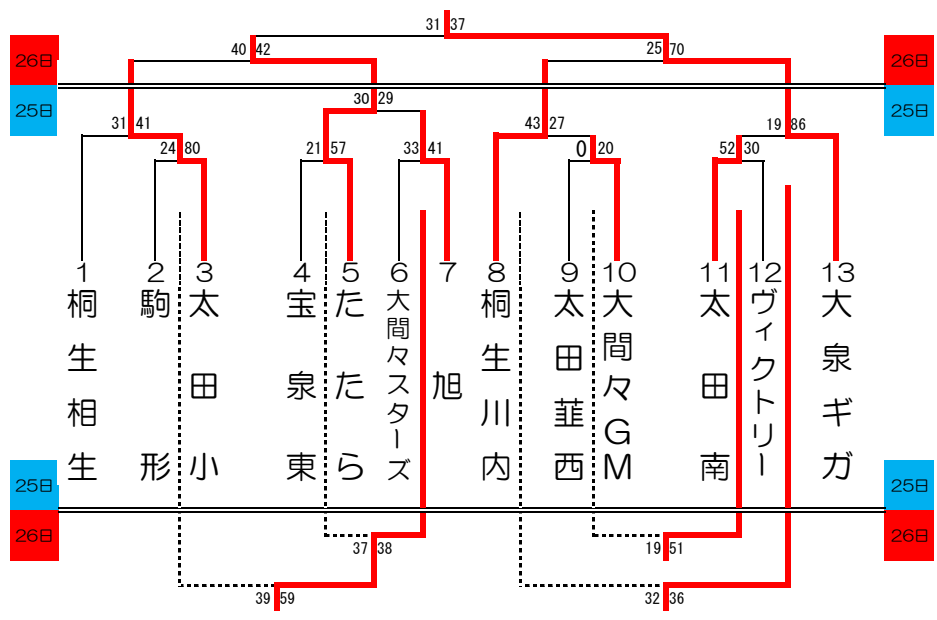 31 37
40 42
25 70
26日
26日
25日
25日
30 29
31 41
43 27
19 86
24 80
21 57
33 41
0 20
52 30
1 桐生相生
2 駒形
3 太田小
4 宝泉東
5 たたら
6 大間々スターズ
7 旭
8 桐生川内
9 太田韮西
10 大間々GM
11 太田南
12 ヴィクトリー
13 大泉ギガ
25日
25日
26日
26日
37 38
19 51
39 59
32 36